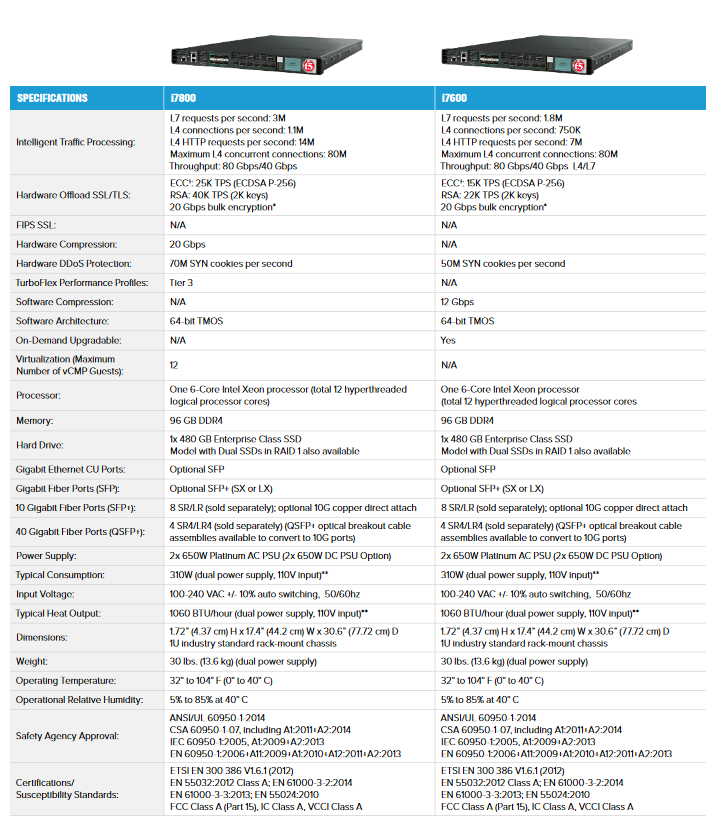 f5
f5
SPECIFICATIONS i7800 i7600
Intelligent Traffic Processing:
L7 requests per second: 3M
L4 connections per second: 1.1M
L4 HTTP requests per second: 14M
Maximum L4 concurrent connections: 80M
Throughput: 80 Gbps/40 Gbps
L7 requests per second: 1.8M
L4 connections per second: 750K
L4 HTTP requests per second: 7M
Maximum L4 concurrent connections: 80M
Throughput: 80 Gbps/40 Gbps L4/L7
Hardware Offload SSL/TLS:
ECC†: 25K TPS (ECDSA P-256)
RSA: 40K TPS (2K keys)
20 Gbps bulk encryption*
ECC†: 15K TPS (ECDSA P-256)
RSA: 22K TPS (2K keys)
20 Gbps bulk encryption*
FIPS SSL: N/A N/A
Hardware Compression: 20 Gbps N/A
Hardware DDoS Protection: 70M SYN cookies per second 50M SYN cookies per second
TurboFlex Performance Profiles: Tier 3 N/A
Software Compression: N/A 12 Gbps
Software Architecture: 64-bit TMOS 64-bit TMOS
On-Demand Upgradable: N/A Yes
Virtualization (Maximum
Number of vCMP Guests):
12 N/A
Processor:
One 6-Core Intel Xeon processor (total 12 hyperthreaded
logical processor cores)
One 6-Core Intel Xeon processor
(total 12 hyperthreaded logical processor cores
Memory: 96 GB DDR4 96 GB DDR4
Hard Drive:
1x 480 GB Enterprise Class SSD
Model with Dual SSDs in RAID 1 also available
1x 480 GB Enterprise Class SSD
Model with Dual SSDs in RAID 1 also available
Gigabit Ethernet CU Ports: Optional SFP Optional SFP
Gigabit Fiber Ports (SFP): Optional SFP+ (SX or LX) Optional SFP+ (SX or LX)
10 Gigabit Fiber Ports (SFP+): 8 SR/LR (sold separately); optional 10G copper direct attach 8 SR/LR (sold separately); optional 10G copper direct attach
40 Gigabit Fiber Ports (QSFP+):
4 SR4/LR4 (sold separately) (QSFP+ optical breakout cable
assemblies available to convert to 10G ports)
4 SR4/LR4 (sold separately) (QSFP+ optical breakout cable
assemblies available to convert to 10G ports)
Power Supply: 2x 650W Platinum AC PSU (2x 650W DC PSU Option) 2x 650W Platinum AC PSU (2x 650W DC PSU Option)
Typical Consumption: 310W (dual power supply, 110V input)** 310W (dual power supply, 110V input)**
Input Voltage: 100-240 VAC +/- 10% auto switching, 50/60hz 100-240 VAC +/- 10% auto switching, 50/60hz
Typical Heat Output: 1060 BTU/hour (dual power supply, 110V input)** 1060 BTU/hour (dual power supply, 110V input)**
Dimensions:
1.72" (4.37 cm) H x 17.4" (44.2 cm) W x 30.6" (77.72 cm) D
1U industry standard rack-mount chassis
1.72" (4.37 cm) H x 17.4" (44.2 cm) W x 30.6" (77.72 cm) D
1U industry standard rack-mount chassis
Weight: 30 lbs. (13.6 kg) (dual power supply) 30 lbs. (13.6 kg) (dual power supply)
Operating Temperature: 32° to 104° F (0° to 40° C) 32° to 104° F (0° to 40° C)
Operational Relative Humidity: 5% to 85% at 40° C 5% to 85% at 40° C
Safety Agency Approval:
ANSI/UL 60950-1-2014
CSA 60950-1-07, including A1:2011+A2:2014
IEC 60950-1:2005, A1:2009+A2:2013
EN 60950-1:2006+A11:2009+A1:2010+A12:2011+A2:2013
ANSI/UL 60950-1-2014
CSA 60950-1-07, including A1:2011+A2:2014
IEC 60950-1:2005, A1:2009+A2:2013
EN 60950-1:2006+A11:2009+A1:2010+A12:2011+A2:2013
Certifications/
Susceptibility Standards:
ETSI EN 300 386 V1.6.1 (2012)
EN 55032:2012 Class A; EN 61000-3-2:2014
EN 61000-3-3:2013; EN 55024:2010
FCC Class A (Part 15), IC Class A, VCCI Class A
ETSI EN 300 386 V1.6.1 (2012)
EN 55032:2012 Class A; EN 61000-3-2:2014
EN 61000-3-3:2013; EN 55024:2010
FCC Class A (Part 15), IC Class A, VCCI Class A